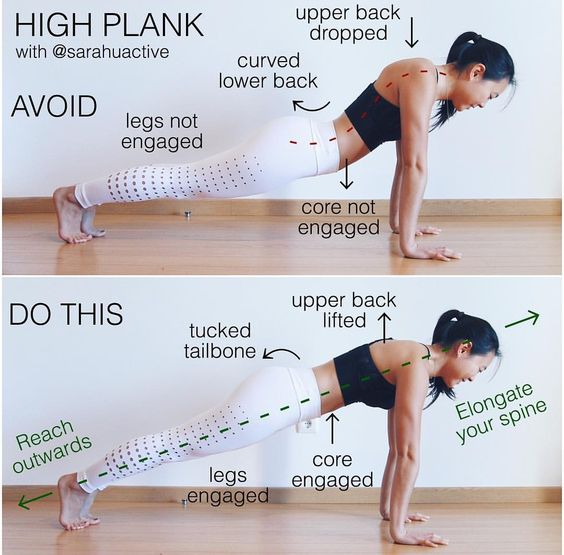 HIGH PLANK
with @sarahuactive
AVOID
upper back
dropped
curved
lower back
legs not
engaged
core not
engaged
DO THIS
upper back
lifted
tucked
tailbone
Elongate
your spine
Reach
outwards
legs
engaged
core
engaged